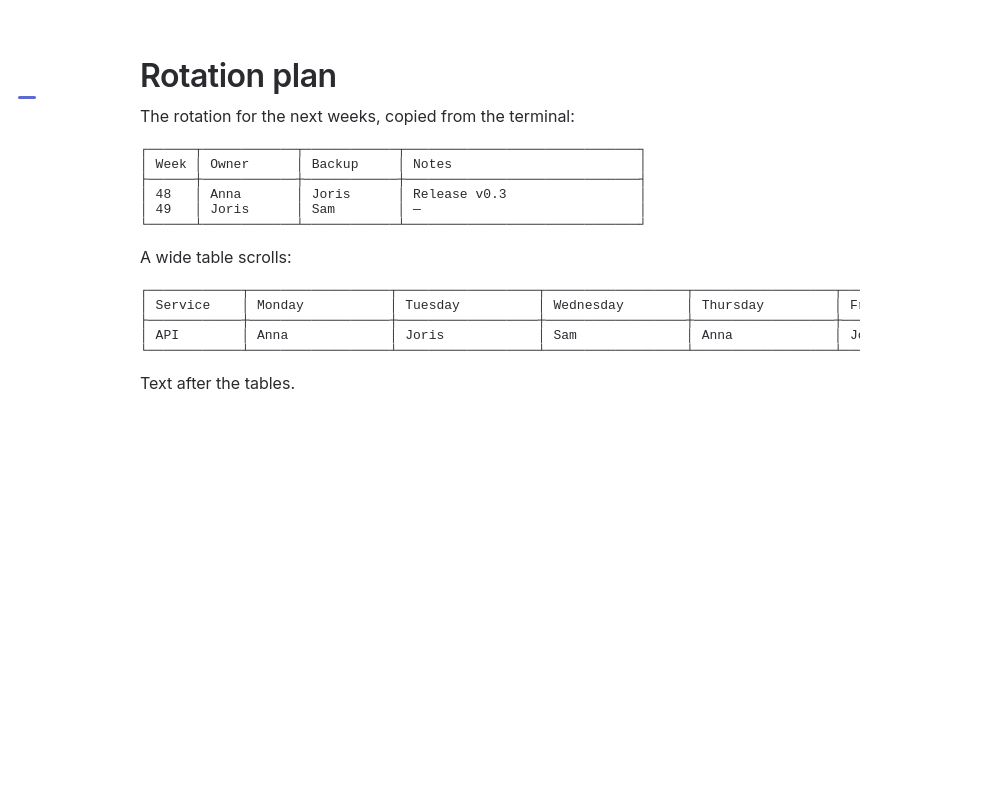 Rotation plan
The rotation for the next weeks, copied from the terminal:
Week Owner Backup Notes
48 Anna Joris Release v0.3
49 Joris Sam —
A wide table scrolls:
Service Monday Tuesday Wednesday Thursday
API Anna Joris Sam Anna
Text after the tables.